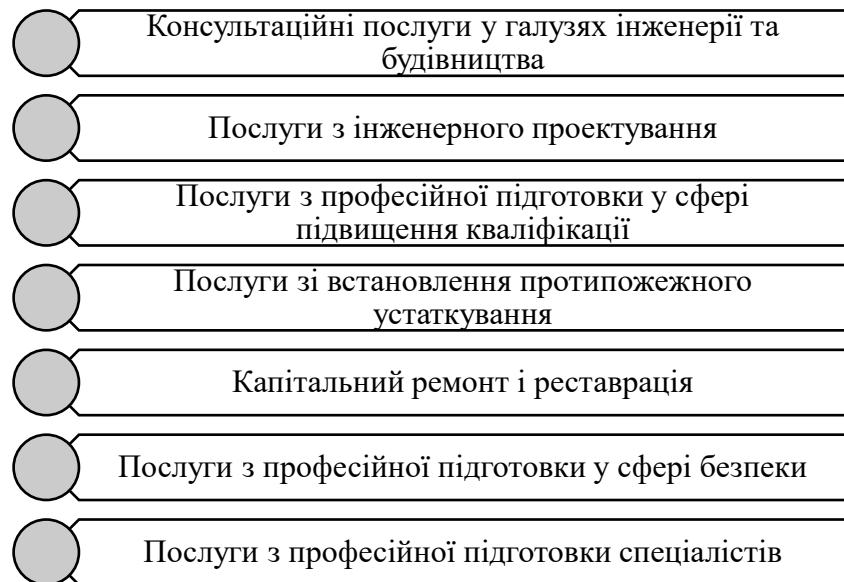 Консультаційні послуги у галузях інженерії та
будівництва
Послуги з інженерного проектування
Послуги з професійної підготовки у сфері
підвищення кваліфікації
Послуги зі встановлення протипожежного
устаткування
Капітальний ремонт і реставрація
Послуги з професійної підготовки у сфері безпеки
Послуги з професійної підготовки спеціалістів